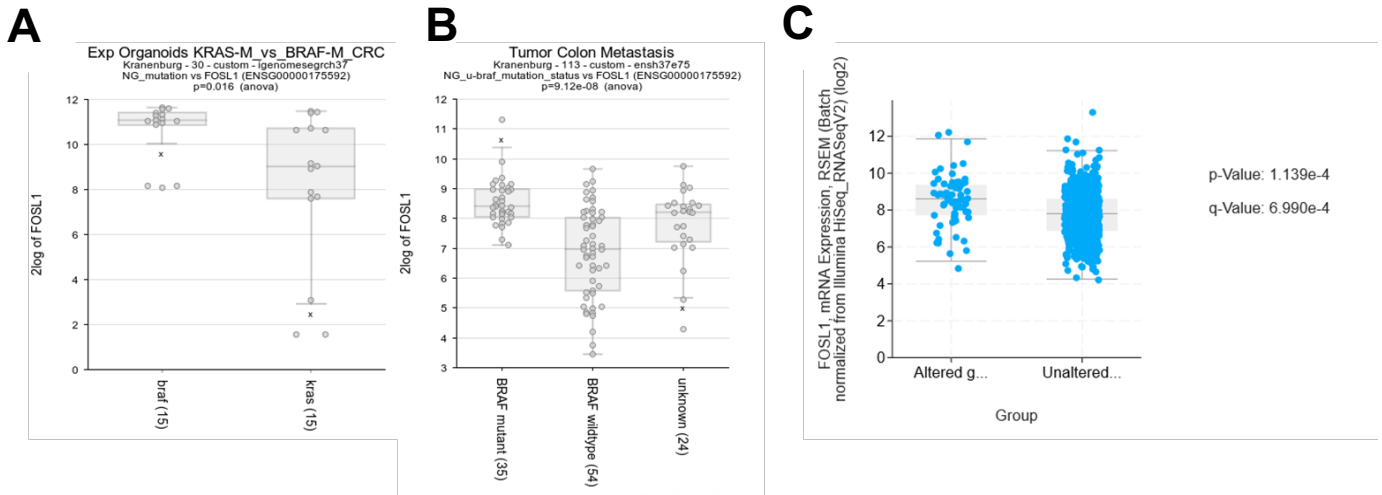 A
Exp Organoids KRAS-M_vs_BRAF-M_CRC
Kranenburg - 30 - custom - igenomesegrch37
NG_mutation vs FOSL1 (ENSG00000175592)
p=0.016 (anova)
2log of FOSL1
12
10
8
6
4
2
0
x
x
braf (15)
kras (15)
B
Tumor Colon Metastasis
Kranenburg - 113 - custom - ensh37e75
NG_u-braf_mutation_status vs FOSL1 (ENSG00000175592)
p=9.12e-08 (anova)
2log of FOSL1
12
11
10
9
8
7
6
5
4
3
x
x
BRAF mutant (35)
BRAF wildtype (54)
unknown (24)
C
FOSL1, mRNA Expression, RSEM (Batch
normalized from Illumina HiSeq_RNASeqV2) (log2)
12
10
8
6
4
2
0
Altered g...
Unaltered...
Group
p-Value: 1.139e-4
q-Value: 6.990e-4